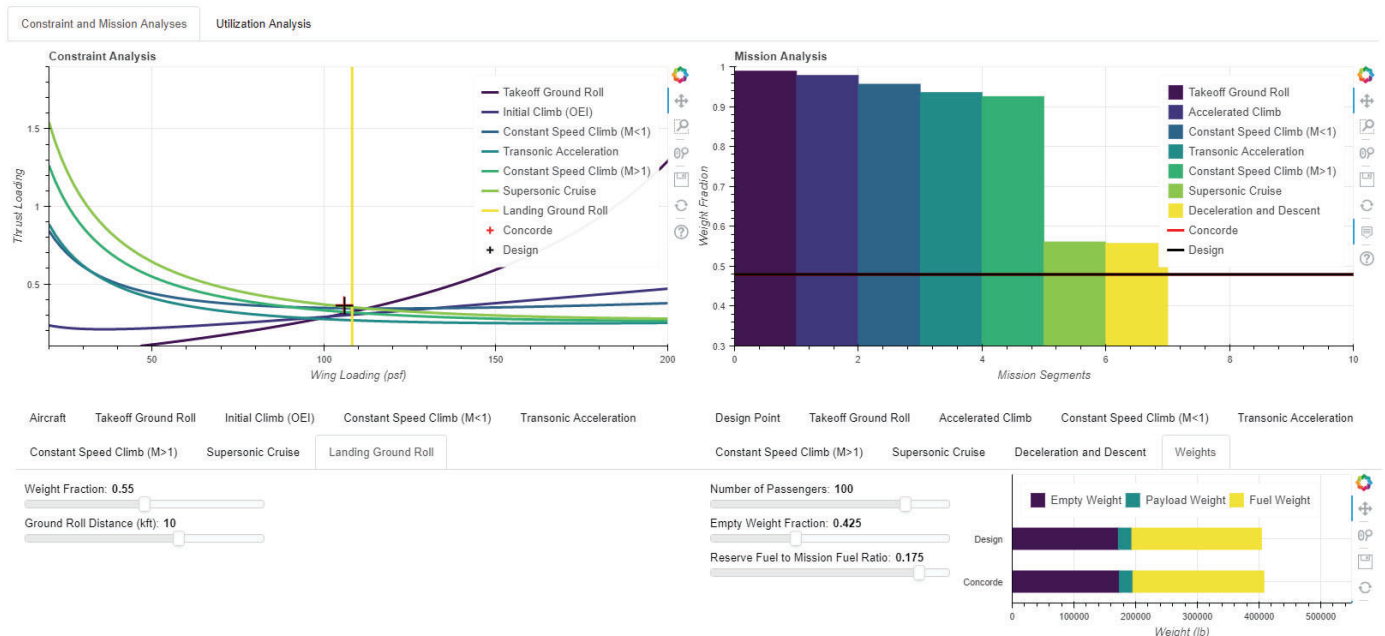 Constraint and Mission Analyses
Utilization Analysis
Constraint Analysis
Takeoff Ground Roll
Initial Climb (OEI)
Constant Speed Climb (M<1)
Transonic Acceleration
Constant Speed Climb (M>1)
Supersonic Cruise
Landing Ground Roll
Concorde
Design
1.5
1
0.5
Thrust Loading
50
100
150
200
Wing Loading (psf)
Mission Analysis
Takeoff Ground Roll
Accelerated Climb
Constant Speed Climb (M<1)
Transonic Acceleration
Constant Speed Climb (M>1)
Supersonic Cruise
Deceleration and Descent
Concorde
Design
1
0.9
0.8
0.7
0.6
0.5
0.4
0.3
Weight Fraction
0
2
4
6
8
10
Mission Segments
Aircraft
Takeoff Ground Roll
Initial Climb (OEI)
Constant Speed Climb (M<1)
Transonic Acceleration
Constant Speed Climb (M>1)
Supersonic Cruise
Landing Ground Roll
Weight Fraction: 0.55
Ground Roll Distance (kft): 10
Design Point
Takeoff Ground Roll
Accelerated Climb
Constant Speed Climb (M<1)
Transonic Acceleration
Constant Speed Climb (M>1)
Supersonic Cruise
Deceleration and Descent
Weights
Number of Passengers: 100
Empty Weight Fraction: 0.425
Reserve Fuel to Mission Fuel Ratio: 0.175
Empty Weight
Payload Weight
Fuel Weight
Design
Concorde
0
100000
200000
300000
400000
500000
Weight (lb)